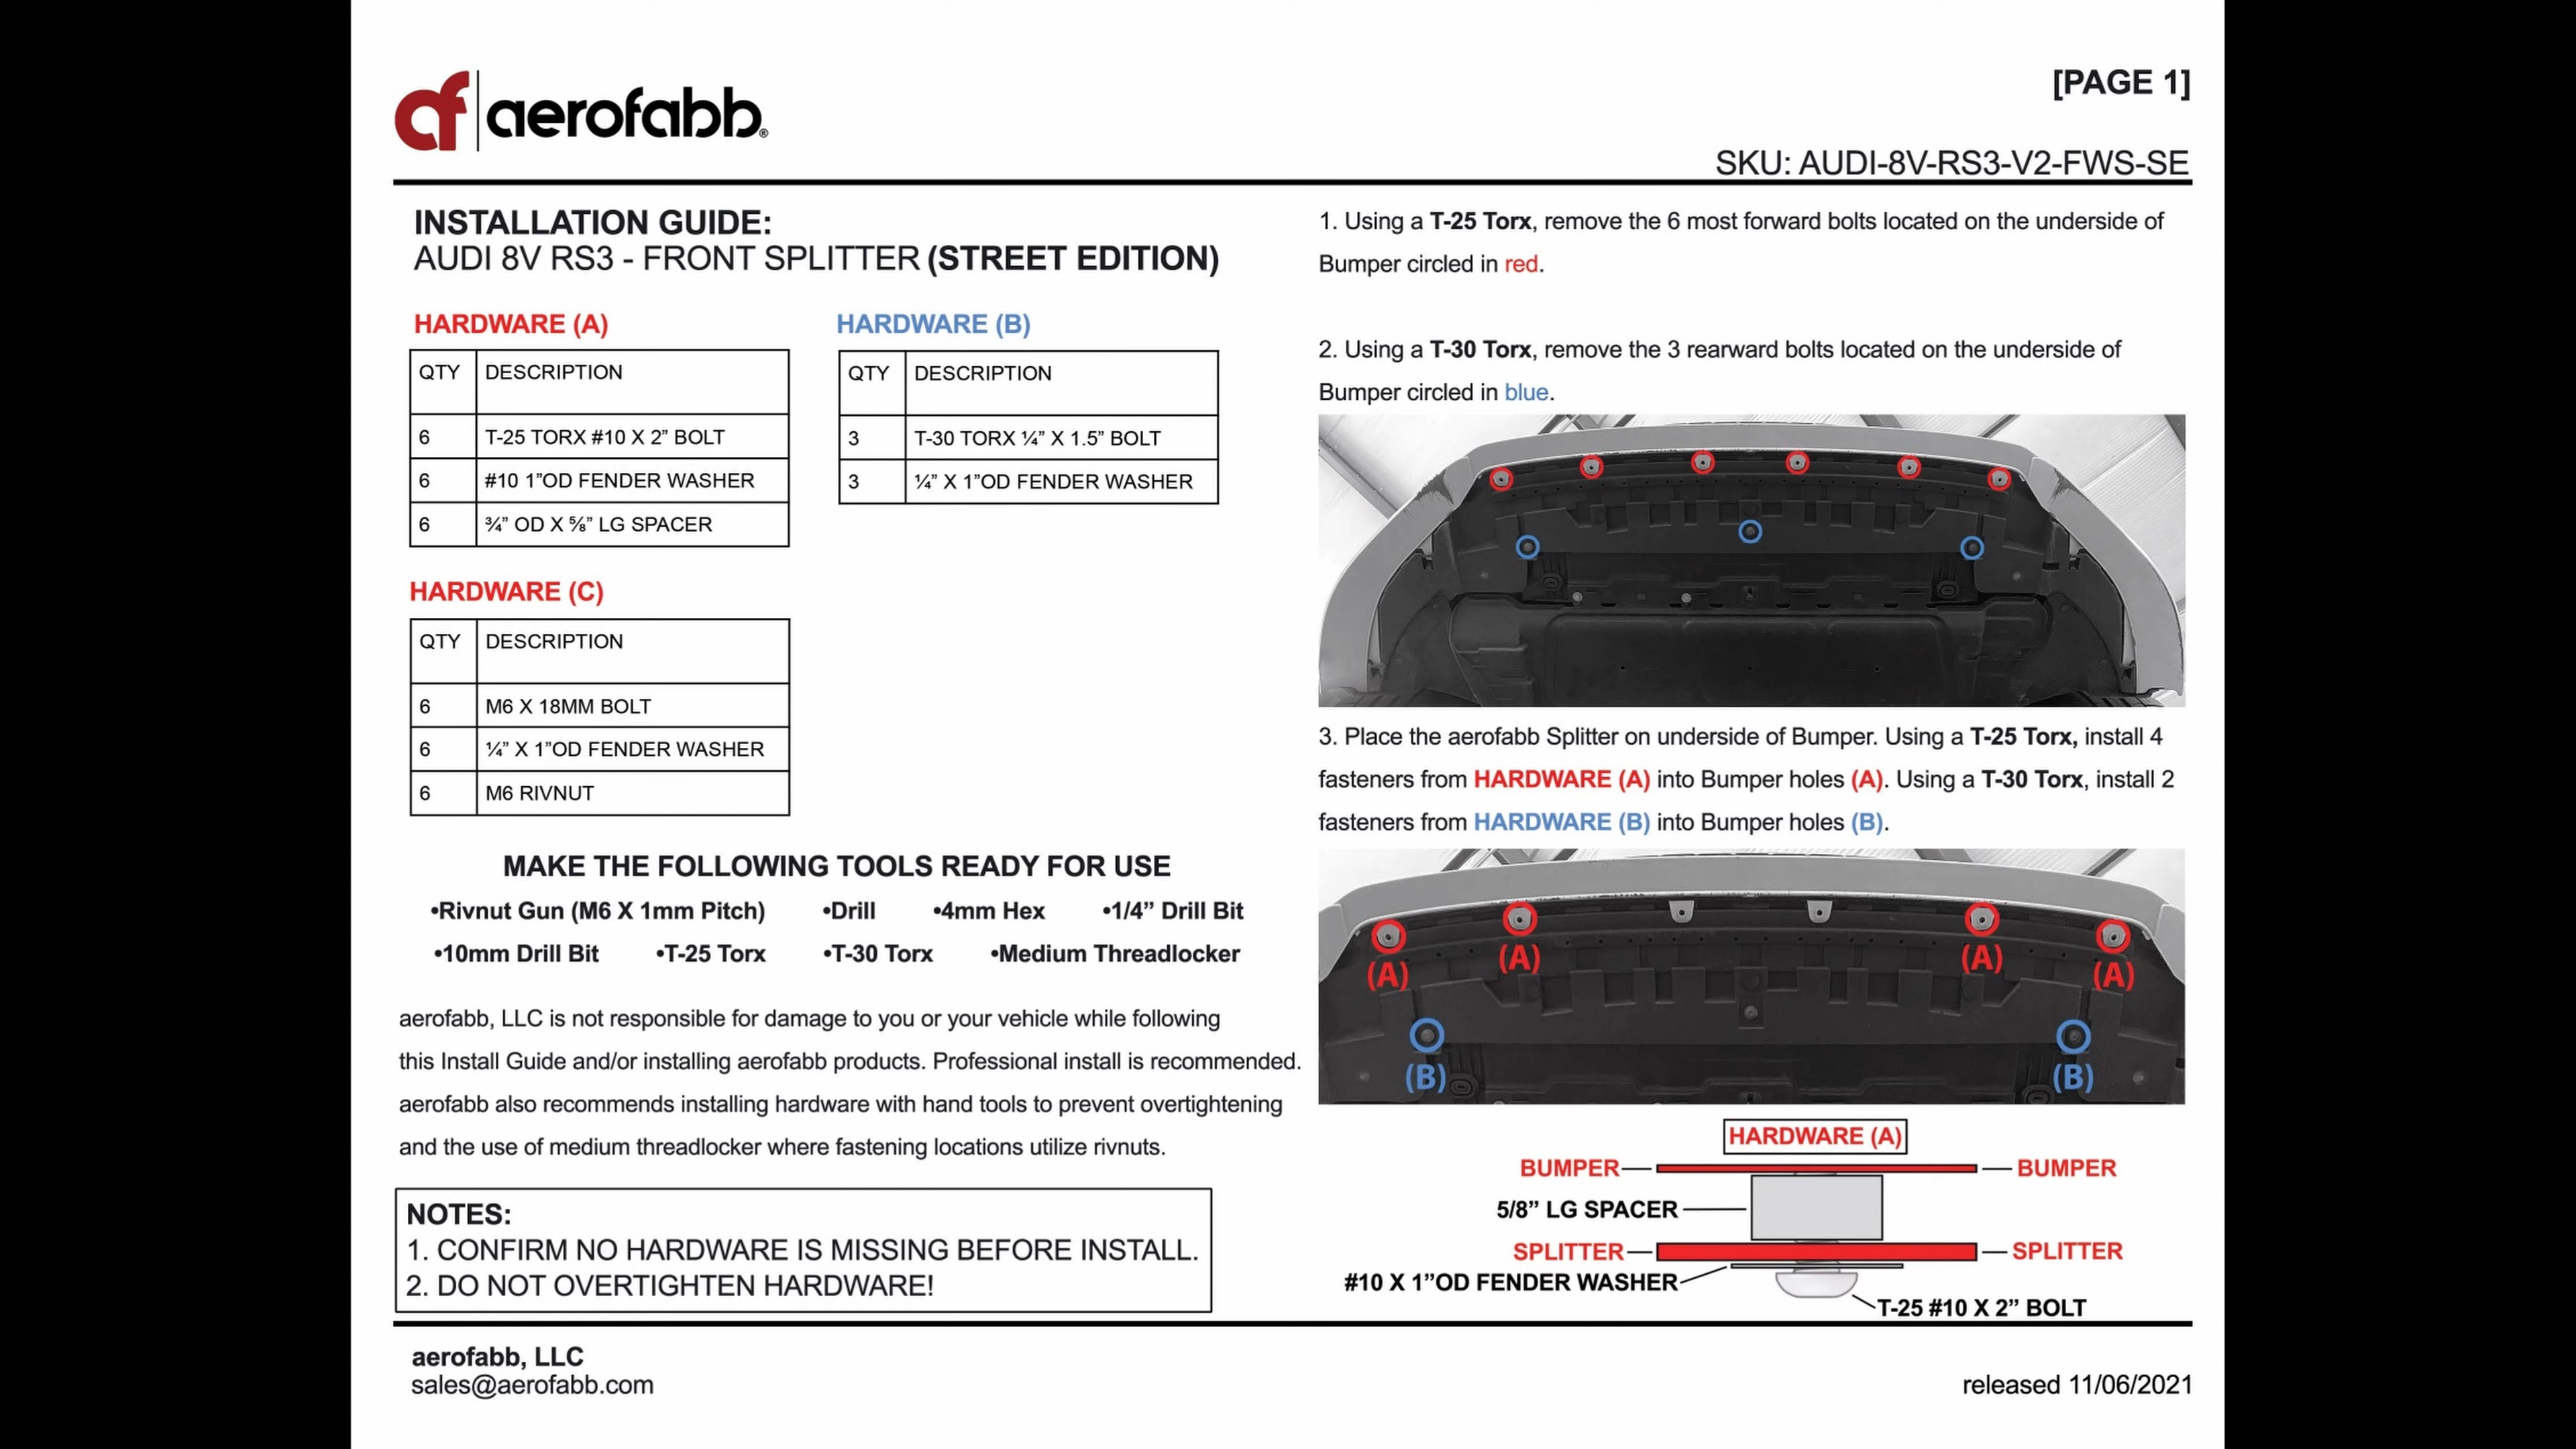 af aerofabb®
[PAGE 1]
SKU: AUDI-8V-RS3-V2-FWS-SE
INSTALLATION GUIDE:
AUDI 8V RS3 - FRONT SPLITTER (STREET EDITION)
HARDWARE (A)
QTY DESCRIPTION
6 T-25 TORX #10 X 2” BOLT
6 #10 1”OD FENDER WASHER
6 ¾” OD X ⅝” LG SPACER
HARDWARE (B)
QTY DESCRIPTION
3 T-30 TORX ¼” X 1.5” BOLT
3 ¼” X 1”OD FENDER WASHER
HARDWARE (C)
QTY DESCRIPTION
6 M6 X 18MM BOLT
6 ¼” X 1”OD FENDER WASHER
6 M6 RIVNUT
MAKE THE FOLLOWING TOOLS READY FOR USE
•Rivnut Gun (M6 X 1mm Pitch) •Drill •4mm Hex •1/4” Drill Bit
•10mm Drill Bit •T-25 Torx •T-30 Torx •Medium Threadlocker
aerofabb, LLC is not responsible for damage to you or your vehicle while following
this Install Guide and/or installing aerofabb products. Professional install is recommended.
aerofabb also recommends installing hardware with hand tools to prevent overtightening
and the use of medium threadlocker where fastening locations utilize rivnuts.
NOTES:
1. CONFIRM NO HARDWARE IS MISSING BEFORE INSTALL.
2. DO NOT OVERTIGHTEN HARDWARE!
1. Using a T-25 Torx, remove the 6 most forward bolts located on the underside of
Bumper circled in red.
2. Using a T-30 Torx, remove the 3 rearward bolts located on the underside of
Bumper circled in blue.
3. Place the aerofabb Splitter on underside of Bumper. Using a T-25 Torx, install 4
fasteners from HARDWARE (A) into Bumper holes (A). Using a T-30 Torx, install 2
fasteners from HARDWARE (B) into Bumper holes (B).
(A) (A) (A) (A)
(B) (B)
HARDWARE (A)
BUMPER BUMPER
5/8” LG SPACER
SPLITTER SPLITTER
#10 X 1”OD FENDER WASHER
T-25 #10 X 2” BOLT
aerofabb, LLC
sales@aerofabb.com
released 11/06/2021